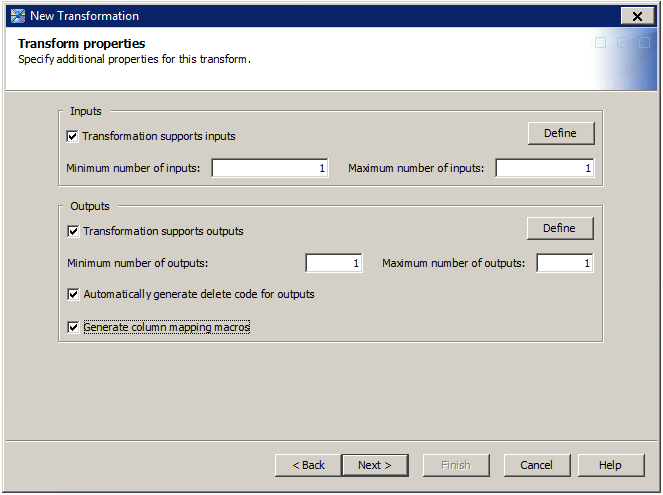 New Transformation
Transform properties
Specify additional properties for this transform.
Inputs
Transformation supports inputs
Define
Minimum number of inputs: 1 Maximum number of inputs: 1
Outputs
Transformation supports outputs
Define
Minimum number of outputs: 1 Maximum number of outputs: 1
Automatically generate delete code for outputs
Generate column mapping macros
< Back Next > Finish Cancel Help